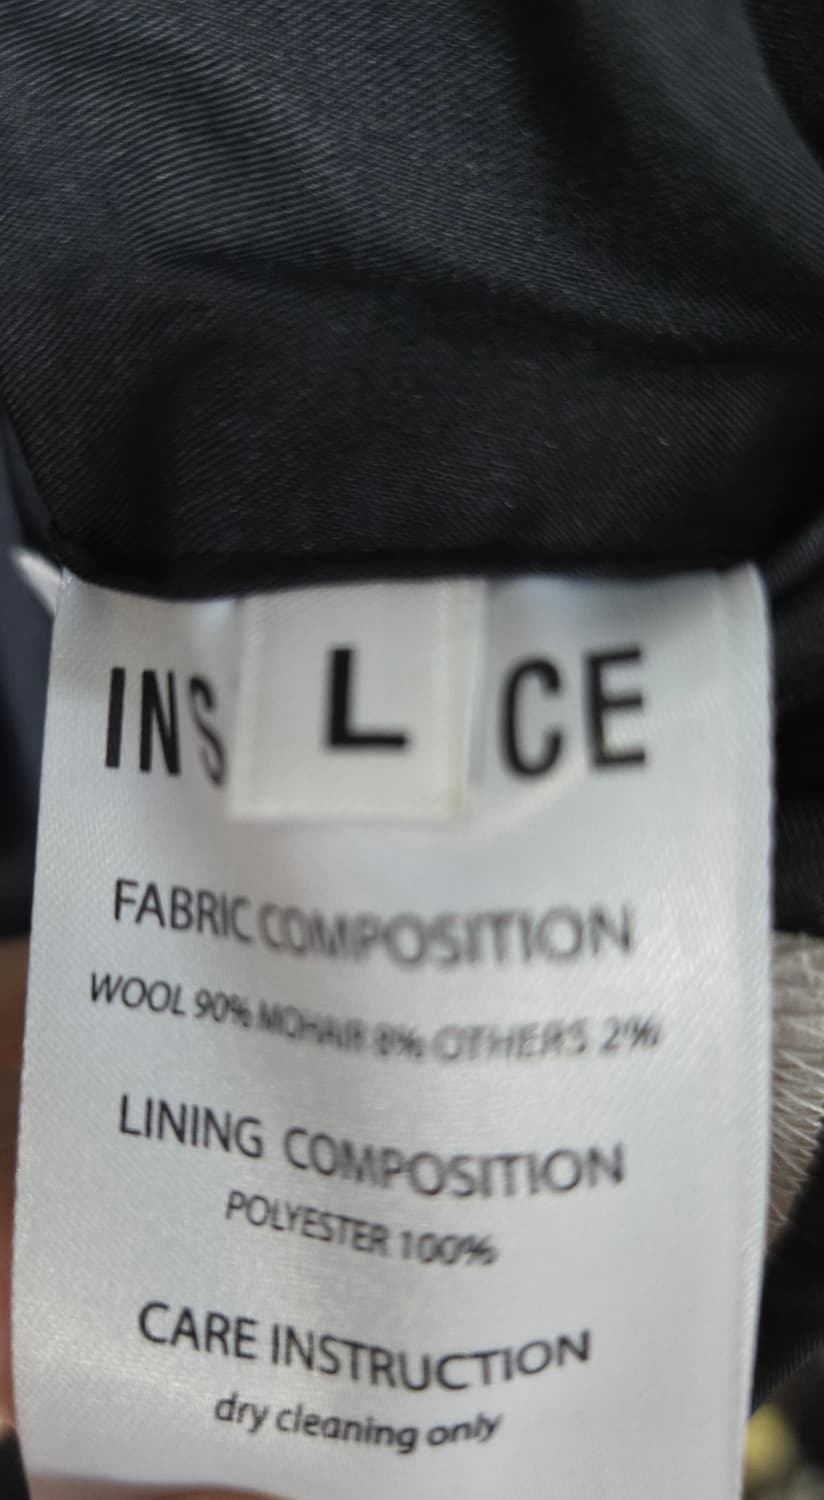 INS L CE
FABRIC COMPOSITION
WOOL 90% MOHAIR 8% OTHERS 2%
LINING COMPOSITION
POLYESTER 100%
CARE INSTRUCTION
dry cleaning only